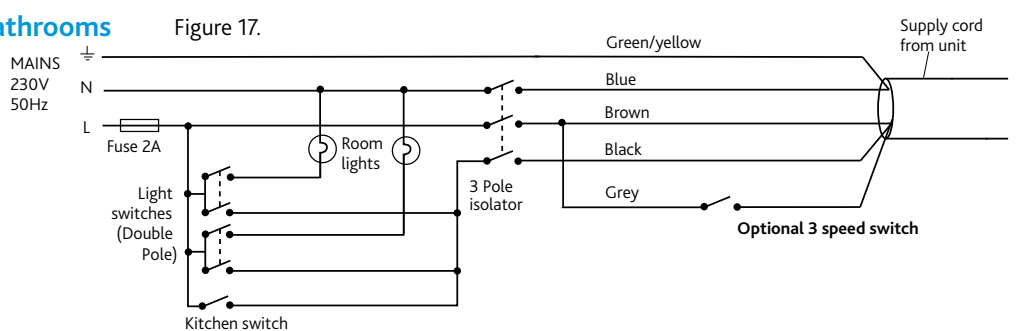 athrooms
Figure 17.
MAINS
230V
50Hz
N
L
Fuse 2A
Room
lights
Light
switches
(Double
Pole)
Kitchen switch
3 Pole
isolator
Green/yellow
Blue
Brown
Black
Grey
Optional 3 speed switch
Supply cord
from unit